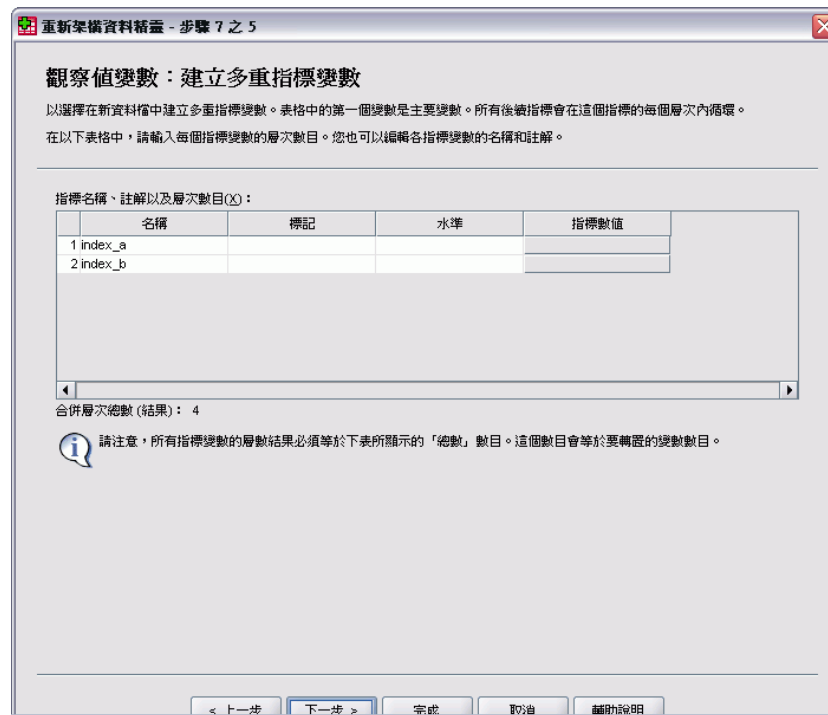 重新架構資料精靈 - 步驟 7 之 5
觀察值變數：建立多重指標變數
以選擇在新資料檔中建立多重指標變數。表格中的第一個變數是主要變數。所有後續指標會在這個指標的每個層次內循環。
在以下表格中，請輸入每個指標變數的層次數目。您也可以編輯各指標變數的名稱和註解。
指標名稱、註解以及層次數目(X)：
名稱 標記 水準 指標數值
1 index_a
2 index_b
合併層次總數 (結果)： 4
請注意，所有指標變數的層數結果必須等於下表所顯示的「總數」數目。這個數目會等於要轉置的變數數目。
< 上一步 下一步 > 完成 取消 輔助說明